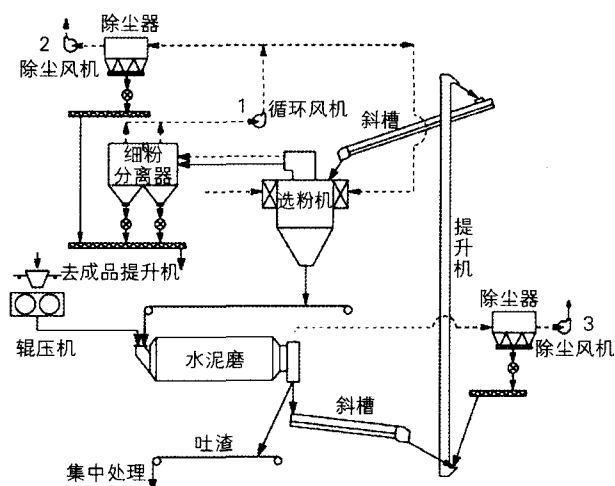 除尘器
2
除尘风机
1
循环风机
斜槽
细粉
分离器
选粉机
提升机
去成品提升机
除尘器
3
除尘风机
辊压机
水泥磨
斜槽
吐渣
集中处理